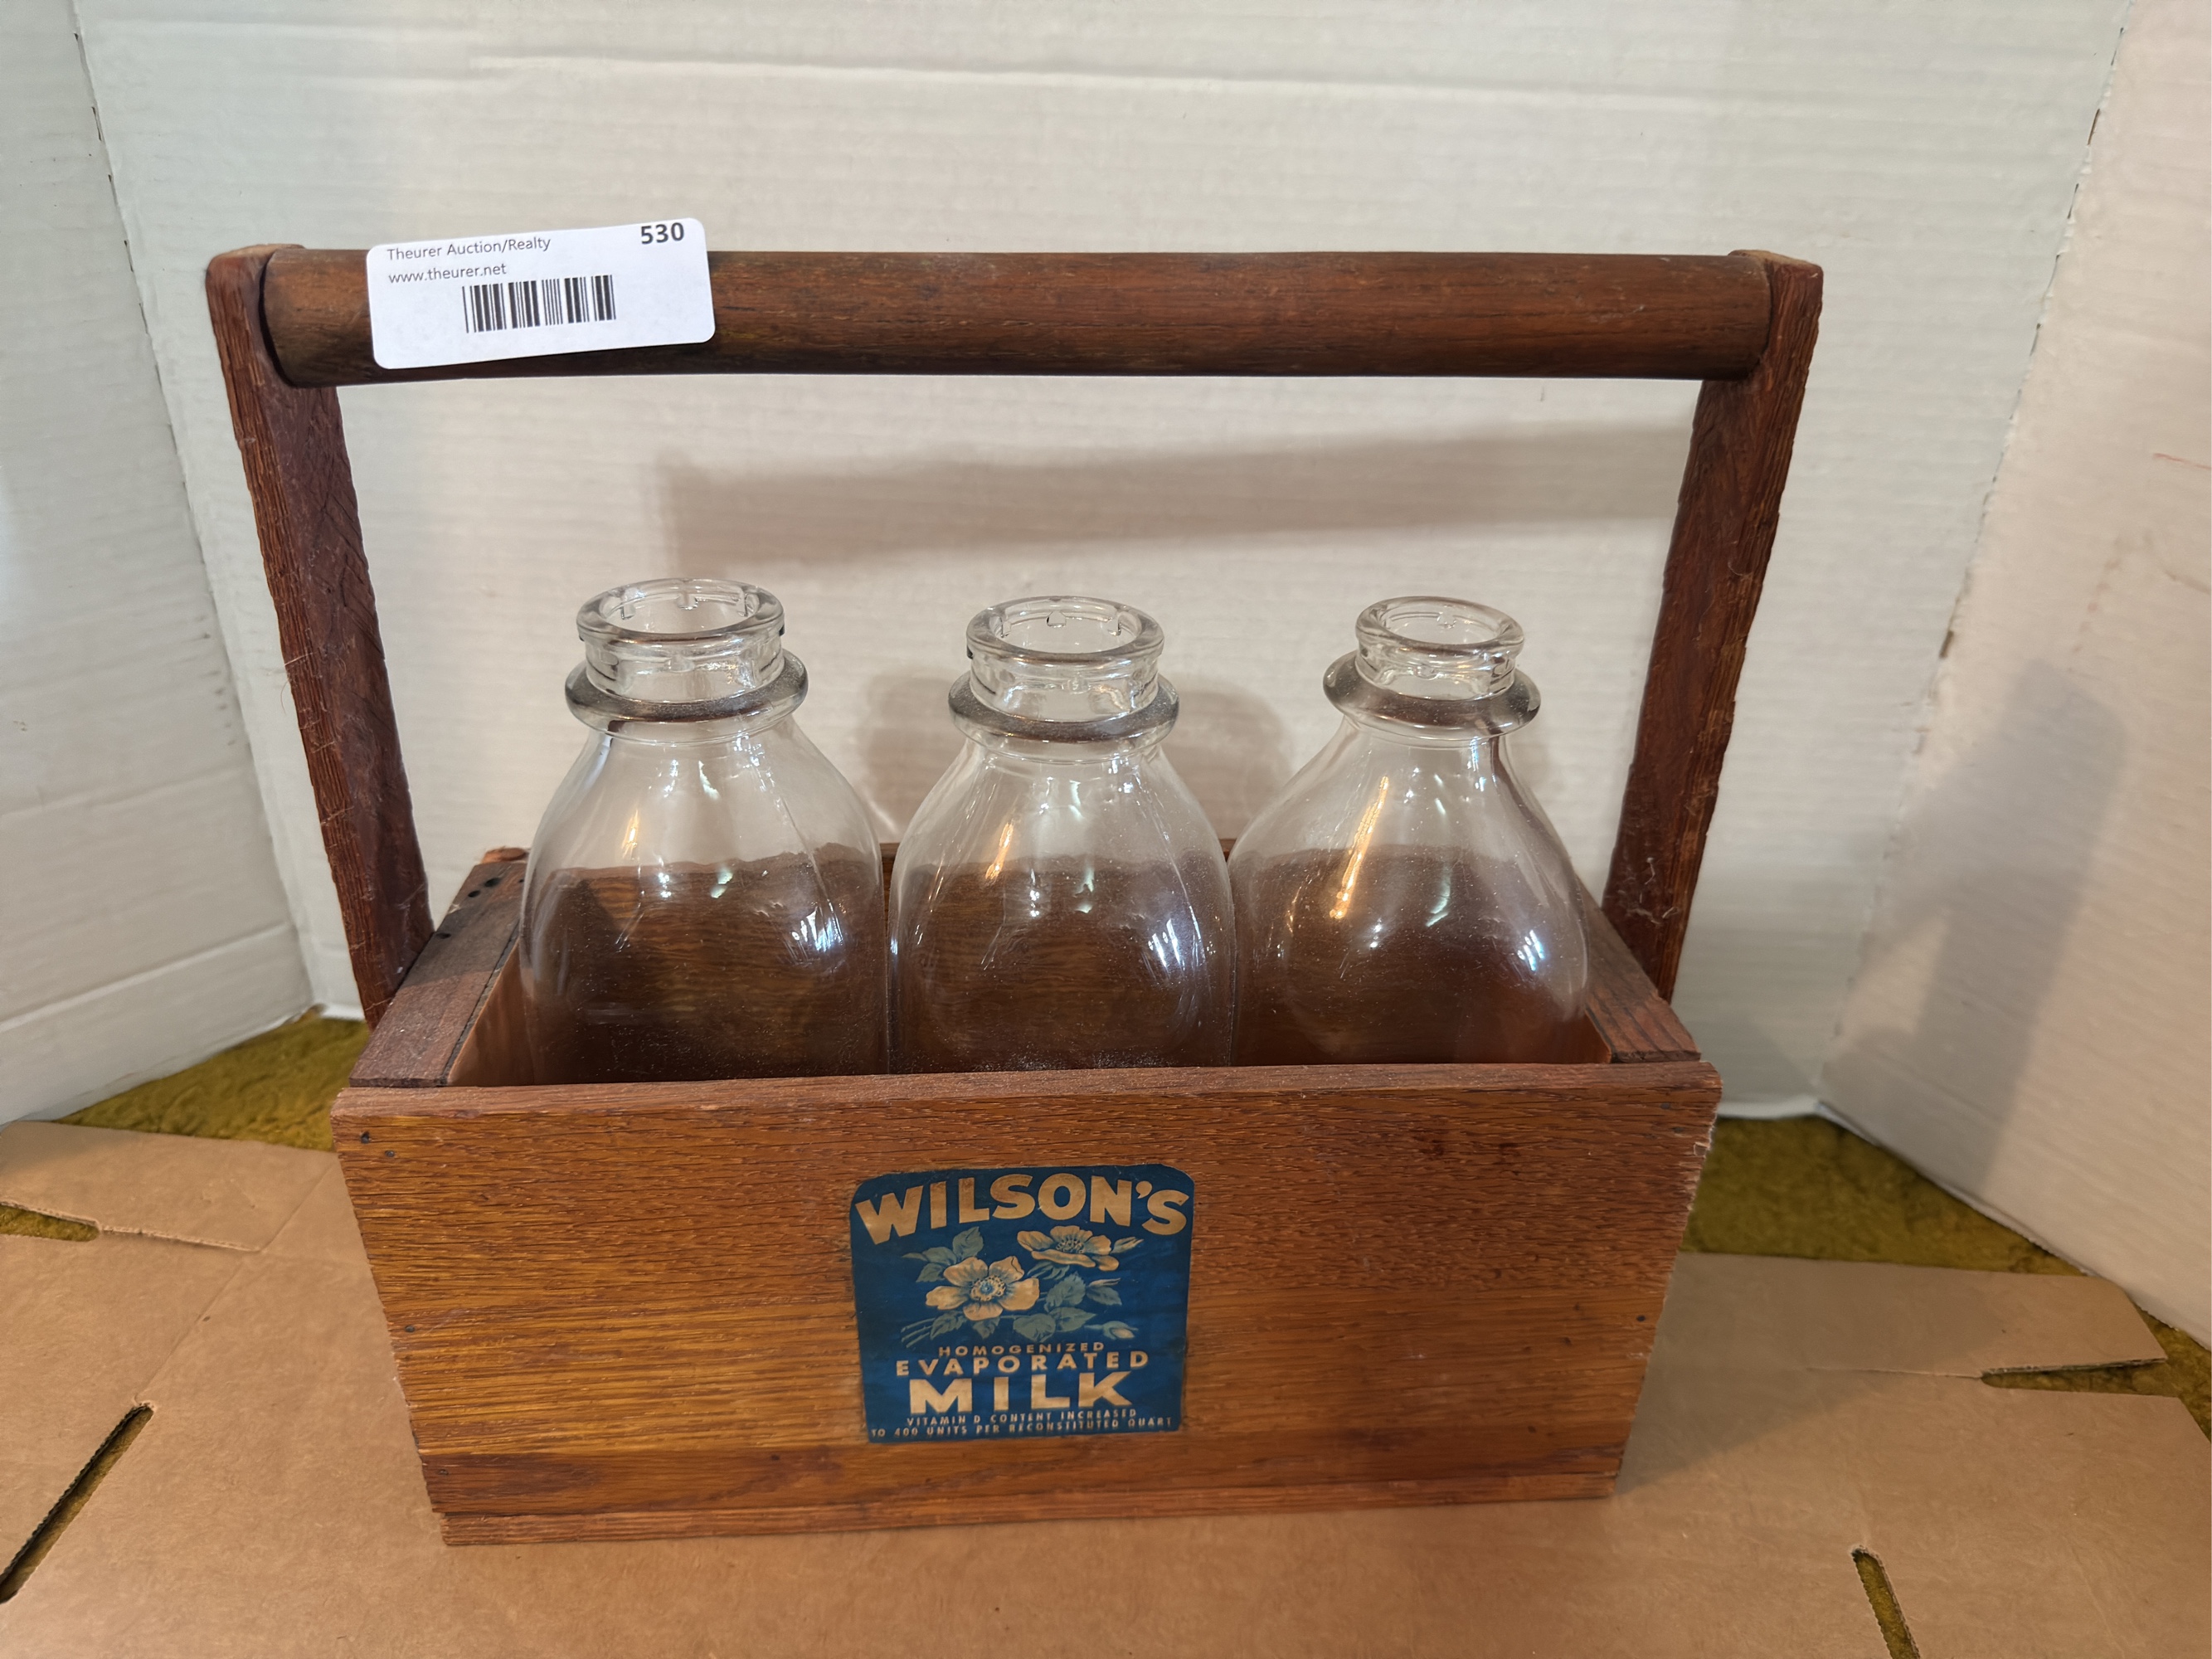 Theurer Auction/Realty 530
www.theurer.net
WILSON'S
HOMOGENIZED
EVAPORATED
MILK
VITAMIN D CONTENT INCREASED
TO 400 UNITS PER RECONSTITUTED QUART